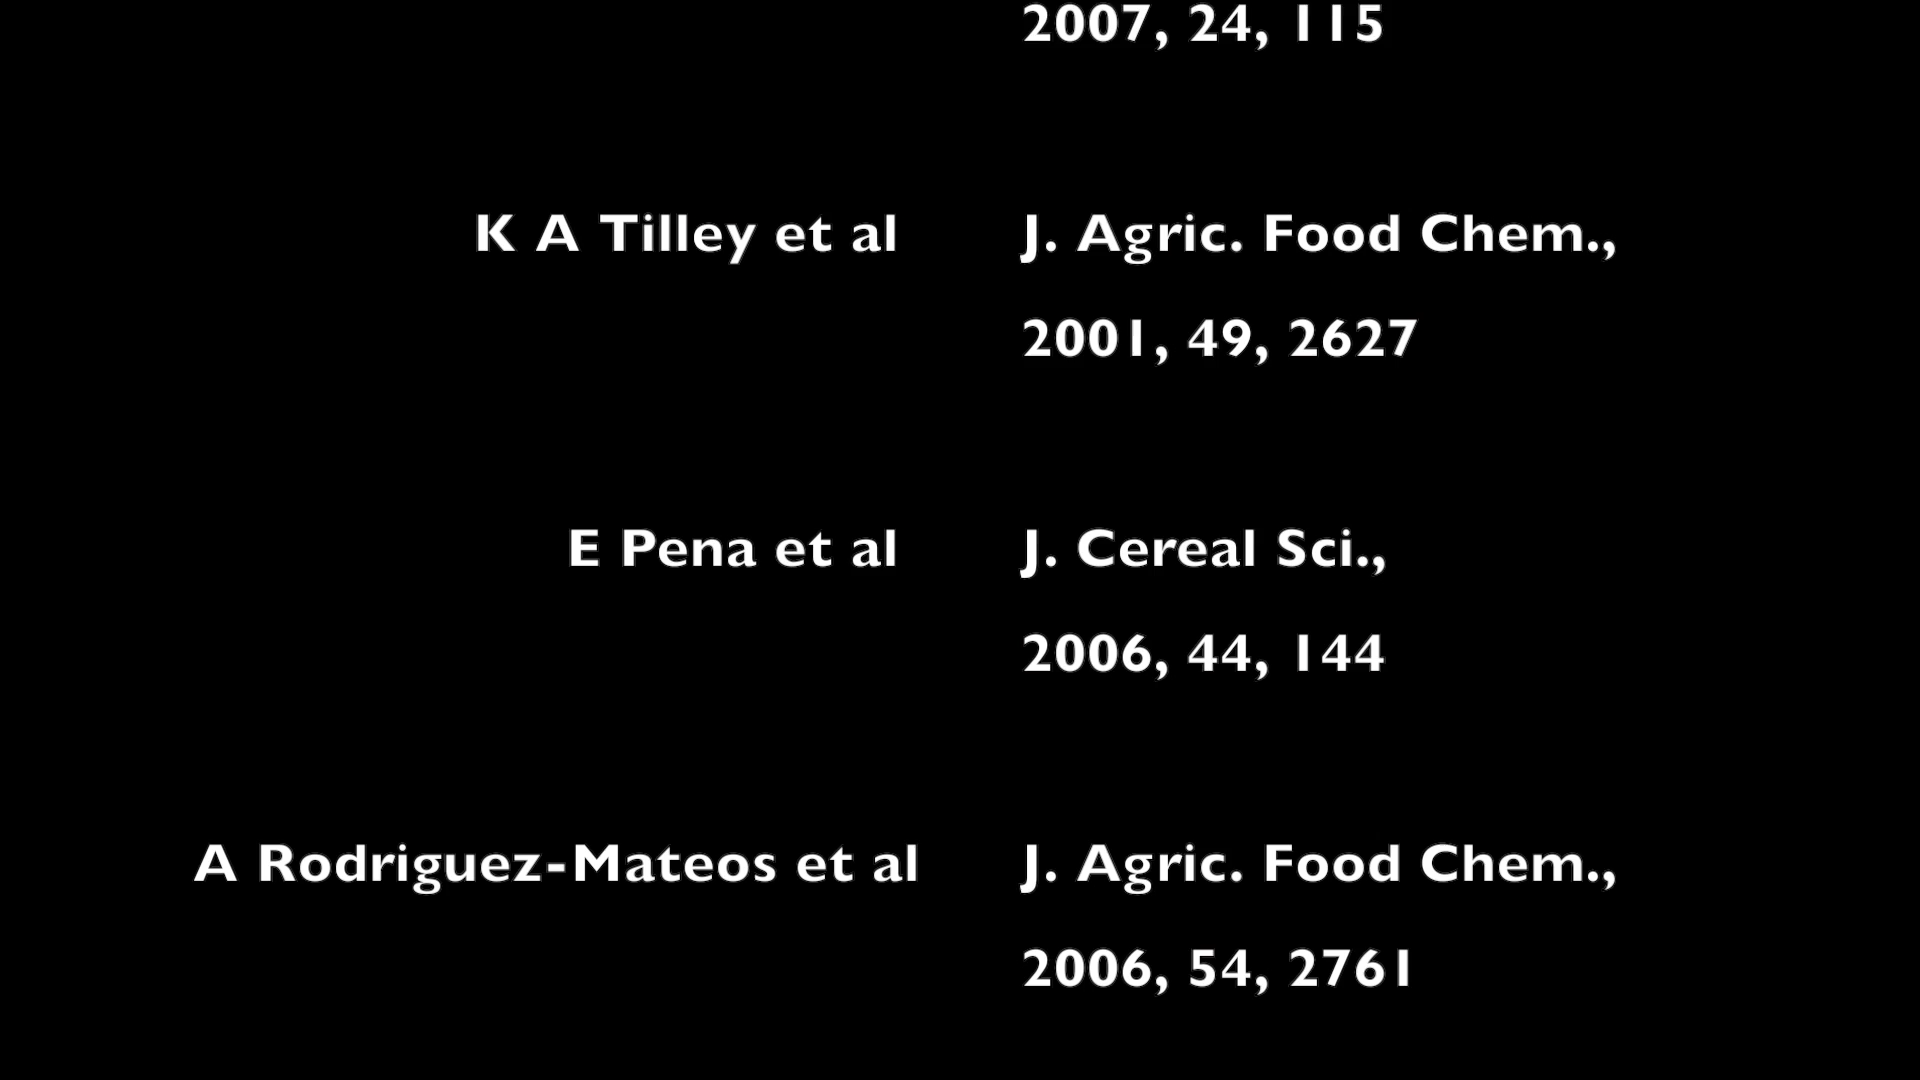 2007, 24, 115
K A Tilley et al J. Agric. Food Chem.,
2001, 49, 2627
E Pena et al J. Cereal Sci.,
2006, 44, 144
A Rodriguez-Mateos et al J. Agric. Food Chem.,
2006, 54, 2761